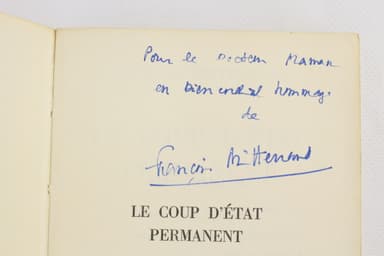 Pour le Docteur Maman
en bien cordial hommage
de
François Mitterrand
LE COUP D'ÉTAT
PERMANENT